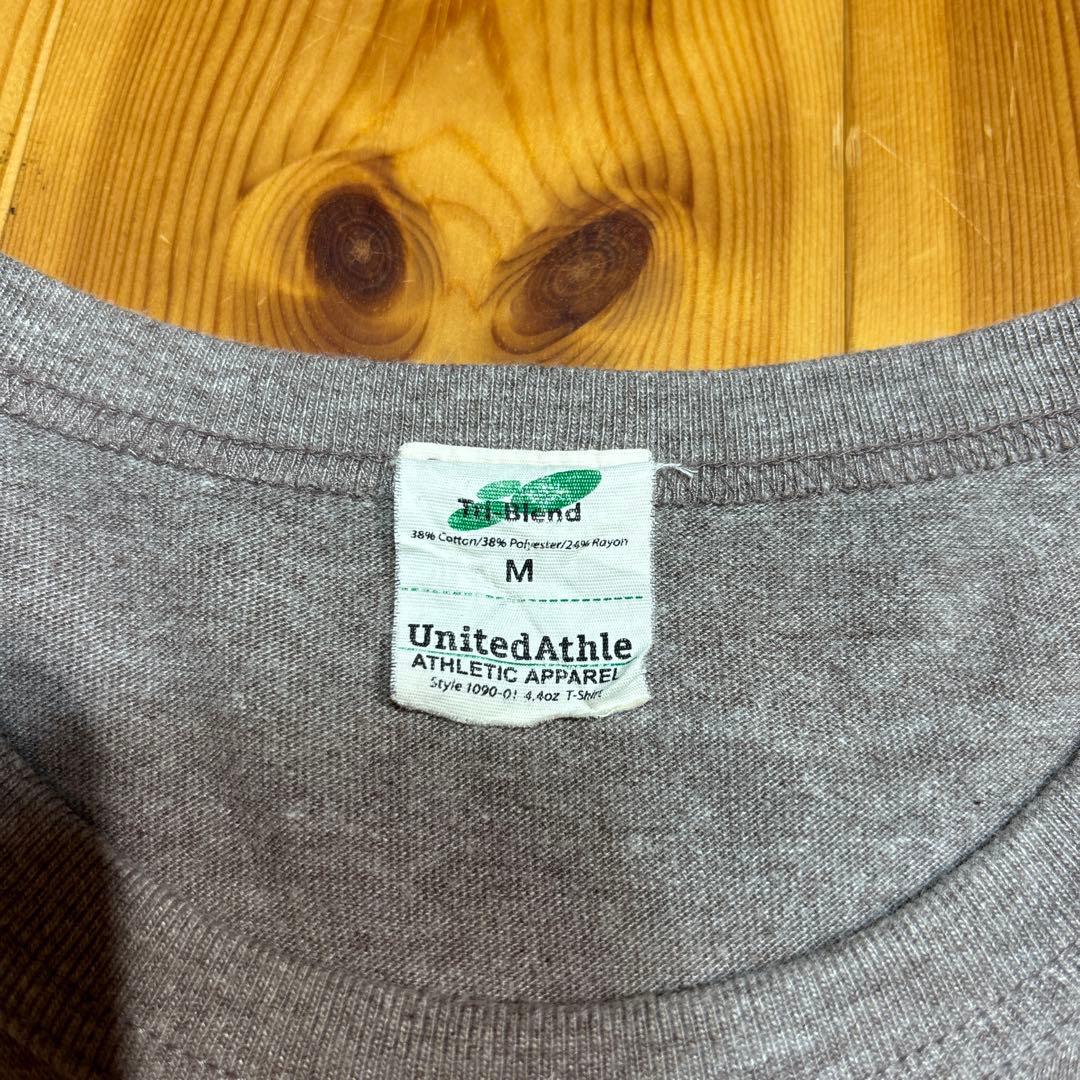 Tri-Blend
38% Cotton/38% Polyester/24% Rayon
M
UnitedAthle
ATHLETIC APPAREL
Style 1090-01 4.4oz T-Shirt